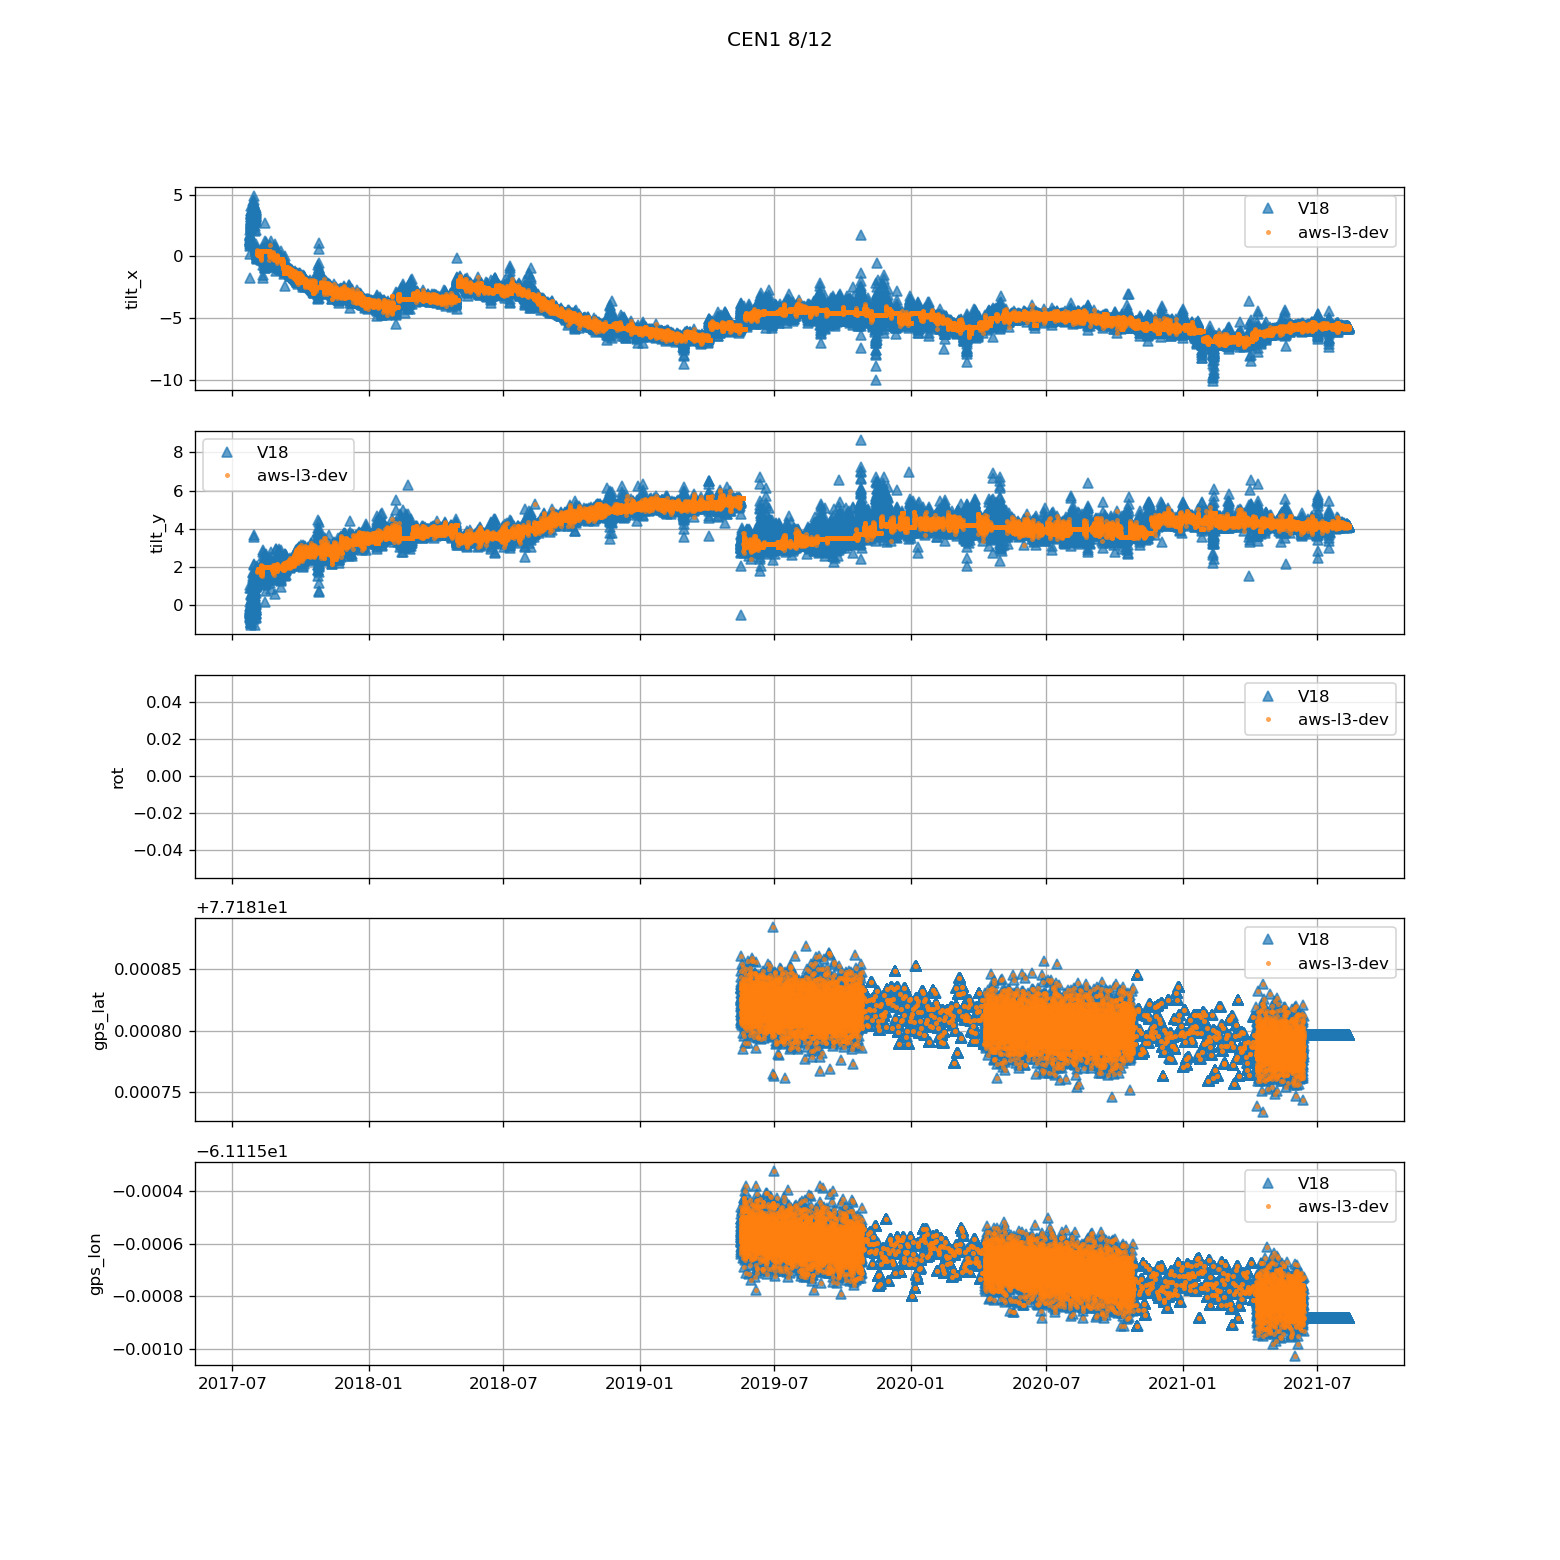 CEN1 8/12
5
0
−5
−10
tilt_x
V18
aws-l3-dev
8
6
4
2
0
tilt_y
V18
aws-l3-dev
0.04
0.02
0.00
−0.02
−0.04
rot
V18
aws-l3-dev
+7.7181e1
0.00085
0.00080
0.00075
gps_lat
V18
aws-l3-dev
−6.1115e1
−0.0004
−0.0006
−0.0008
−0.0010
gps_lon
V18
aws-l3-dev
2017-07 2018-01 2018-07 2019-01 2019-07 2020-01 2020-07 2021-01 2021-07